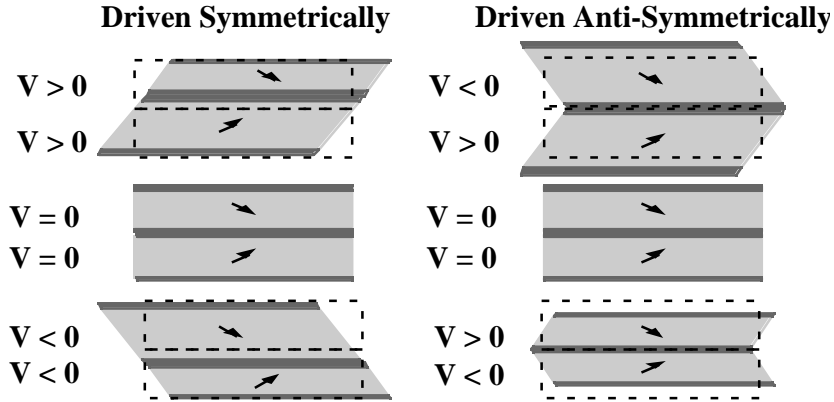 Driven Symmetrically
V > 0
V > 0
V = 0
V = 0
V < 0
V < 0
Driven Anti-Symmetrically
V < 0
V > 0
V = 0
V = 0
V > 0
V < 0